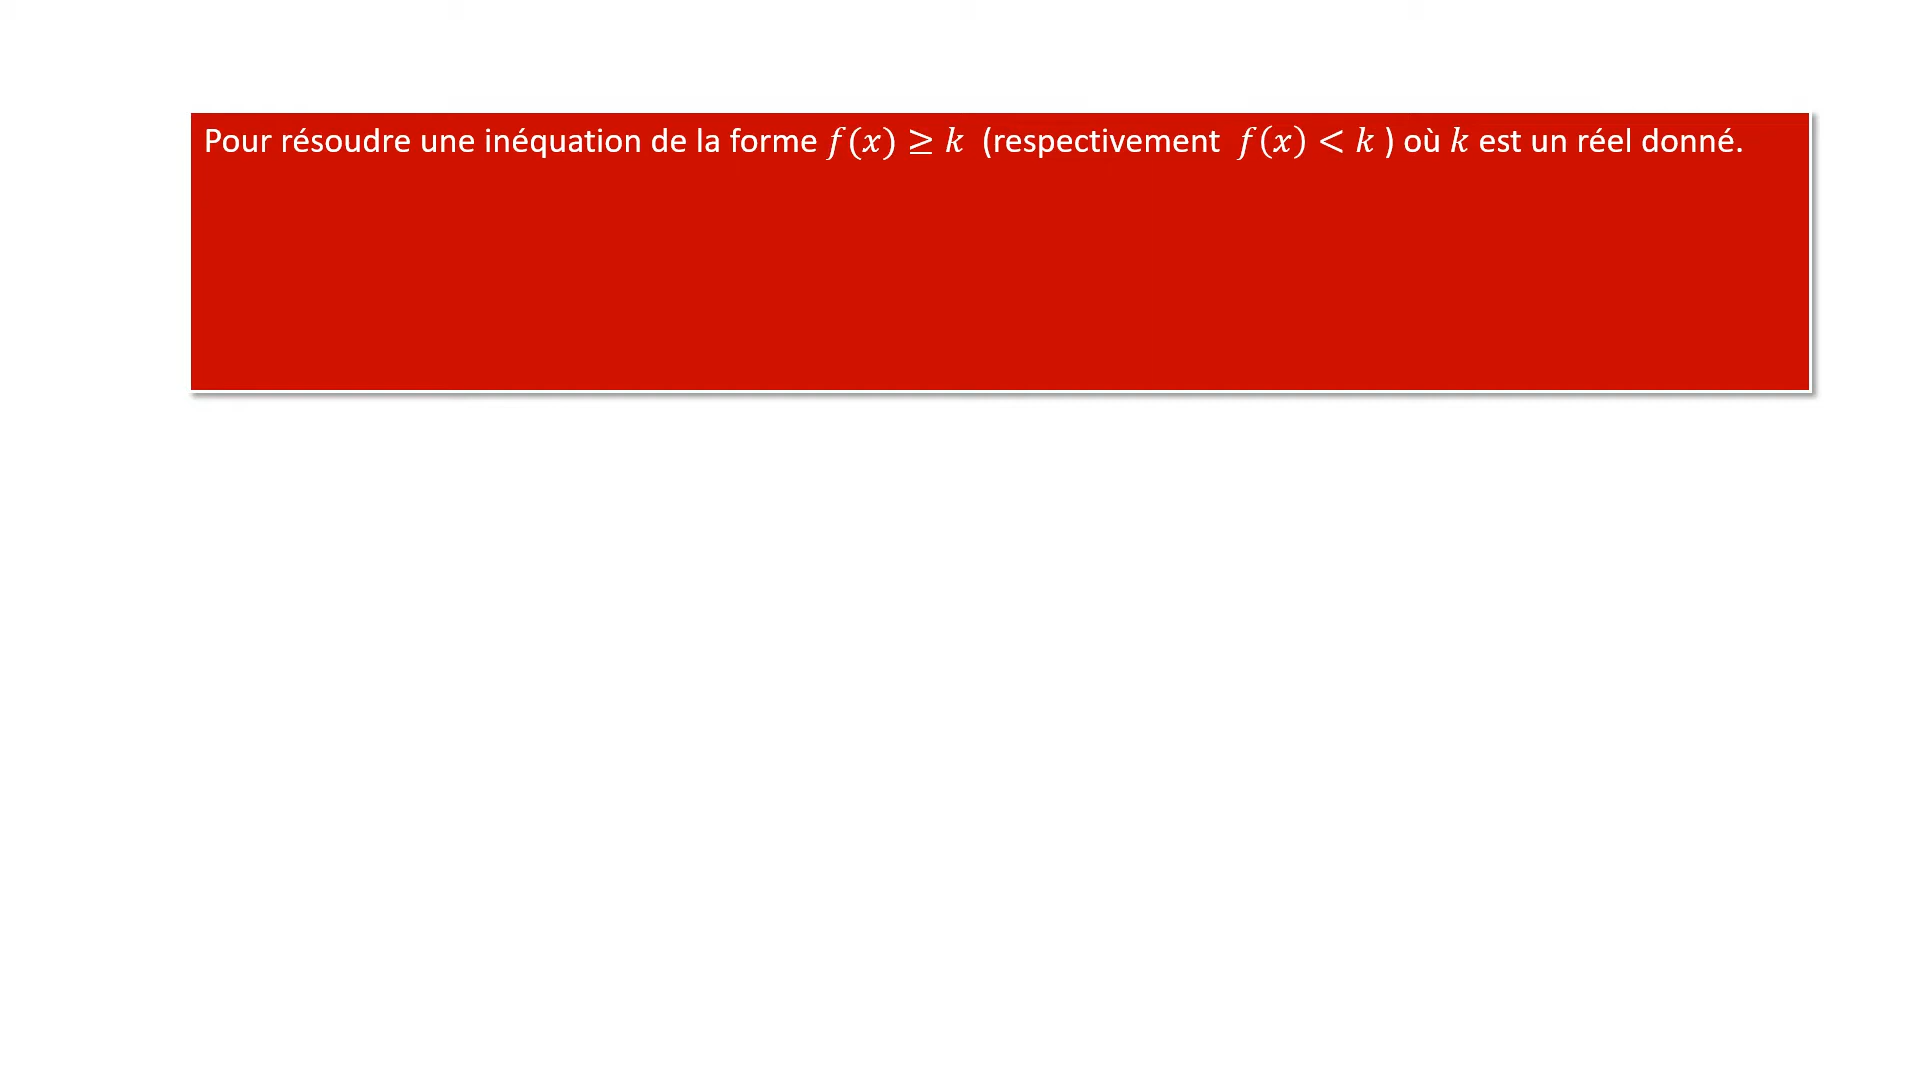 Pour résoudre une inéquation de la forme 𝑓(𝑥) ≥ 𝑘 (respectivement 𝑓(𝑥) < 𝑘 ) où 𝑘 est un réel donné.